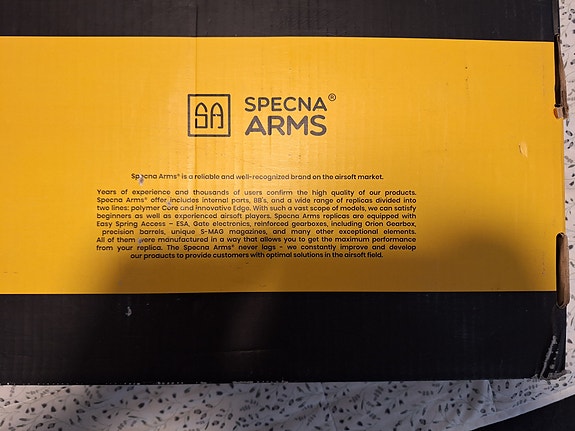 SA
SPECNA®
ARMS
Specna Arms® is a reliable and well-recognized brand on the airsoft market.
Years of experience and thousands of users confirm the high quality of our products.
Specna Arms® offer includes internal parts, BB's, and a wide range of replicas divided into
two lines: polymer Core and innovative Edge. With such a vast scope of models, we can satisfy
beginners as well as experienced airsoft players. Specna Arms replicas are equipped with
Easy Spring Access – ESA, Gate electronics, reinforced gearboxes, including Orion Gearbox,
precision barrels, unique S-MAG magazines, and many other exceptional elements.
All of them were manufactured in a way that allows you to get the maximum performance
from your replica. The Specna Arms® never lags - we constantly improve and develop
our products to provide customers with optimal solutions in the airsoft field.